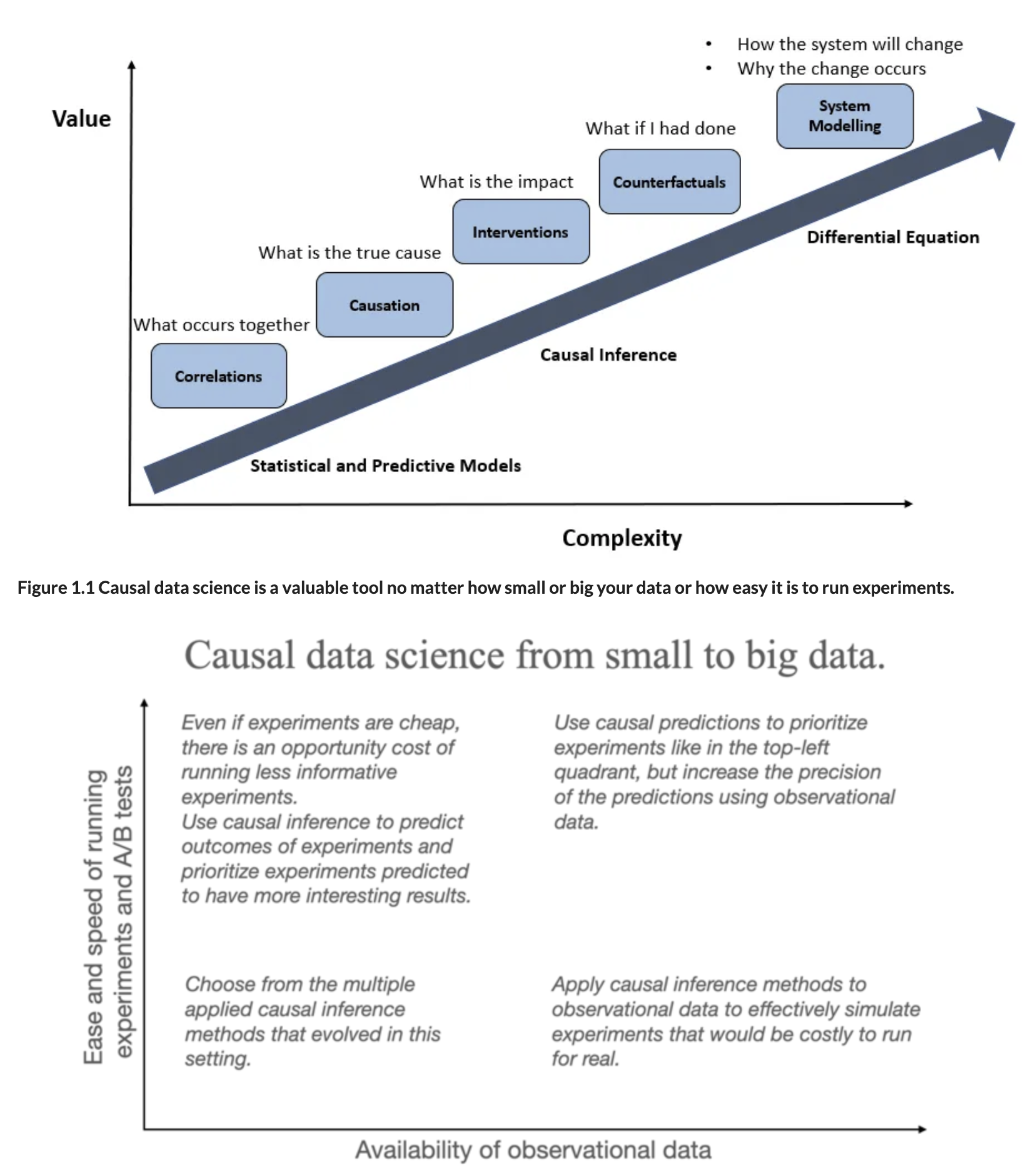 • How the system will change
• Why the change occurs
Value
System
Modelling
What if I had done
Counterfactuals
What is the impact
Interventions
Differential Equation
What is the true cause
Causation
Causal Inference
What occurs together
Correlations
Statistical and Predictive Models
Complexity
Figure 1.1 Causal data science is a valuable tool no matter how small or big your data or how easy it is to run experiments.
Causal data science from small to big data.
Ease and speed of running
experiments and A/B tests
Even if experiments are cheap,
there is an opportunity cost of
running less informative
experiments.
Use causal inference to predict
outcomes of experiments and
prioritize experiments predicted
to have more interesting results.
Use causal predictions to prioritize
experiments like in the top-left
quadrant, but increase the precision
of the predictions using observational
data.
Choose from the multiple
applied causal inference
methods that evolved in this
setting.
Apply causal inference methods to
observational data to effectively simulate
experiments that would be costly to run
for real.
Availability of observational data